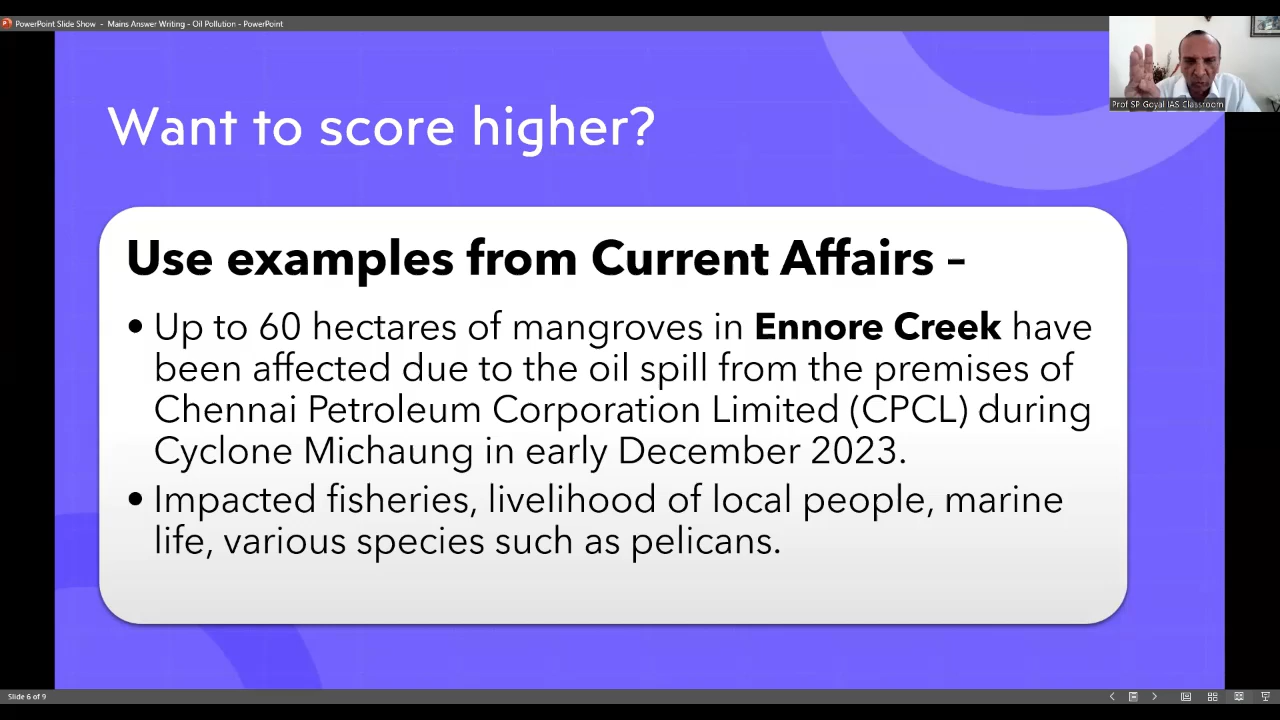 PowerPoint Slide Show - Mains Answer Writing - Oil Pollution - PowerPoint
Prof SP Goyal IAS Classroom
Want to score higher?
Use examples from Current Affairs –
• Up to 60 hectares of mangroves in Ennore Creek have
been affected due to the oil spill from the premises of
Chennai Petroleum Corporation Limited (CPCL) during
Cyclone Michaung in early December 2023.
• Impacted fisheries, livelihood of local people, marine
life, various species such as pelicans.
Slide 6 of 9